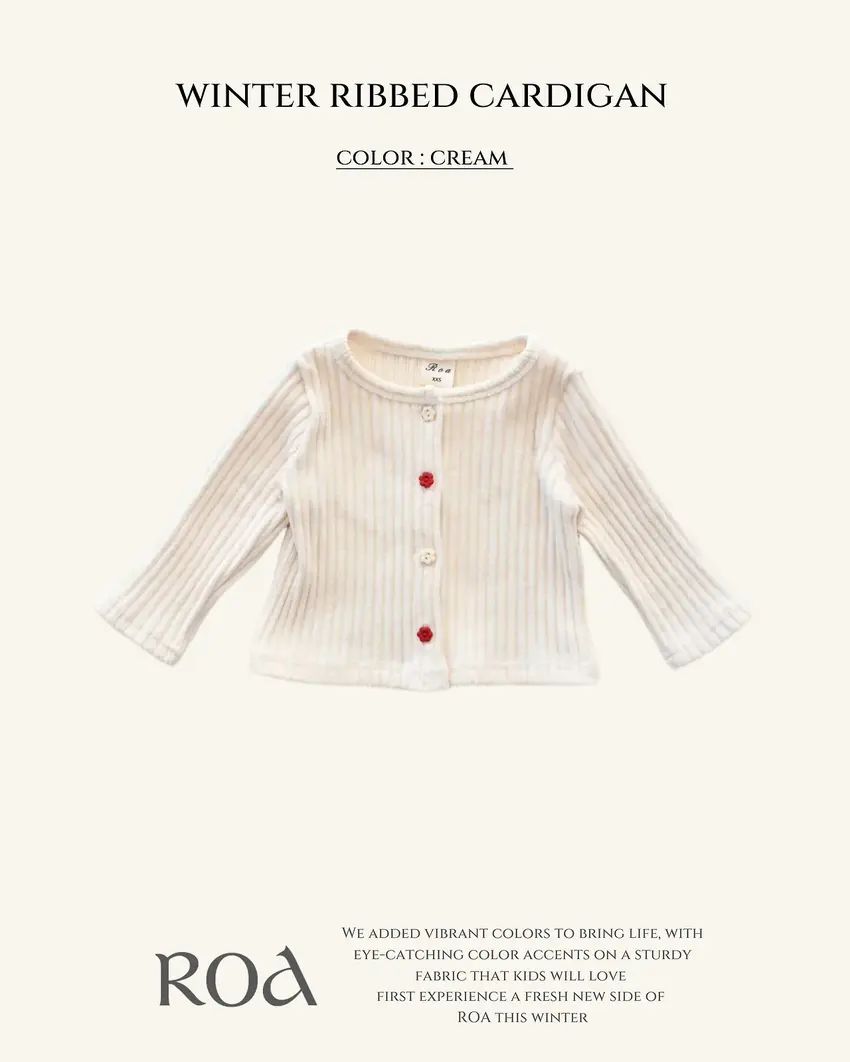 WINTER RIBBED CARDIGAN
COLOR : CREAM
Roa
XXS
ROA
WE ADDED VIBRANT COLORS TO BRING LIFE, WITH
EYE-CATCHING COLOR ACCENTS ON A STURDY
FABRIC THAT KIDS WILL LOVE
FIRST EXPERIENCE A FRESH NEW SIDE OF
ROA THIS WINTER